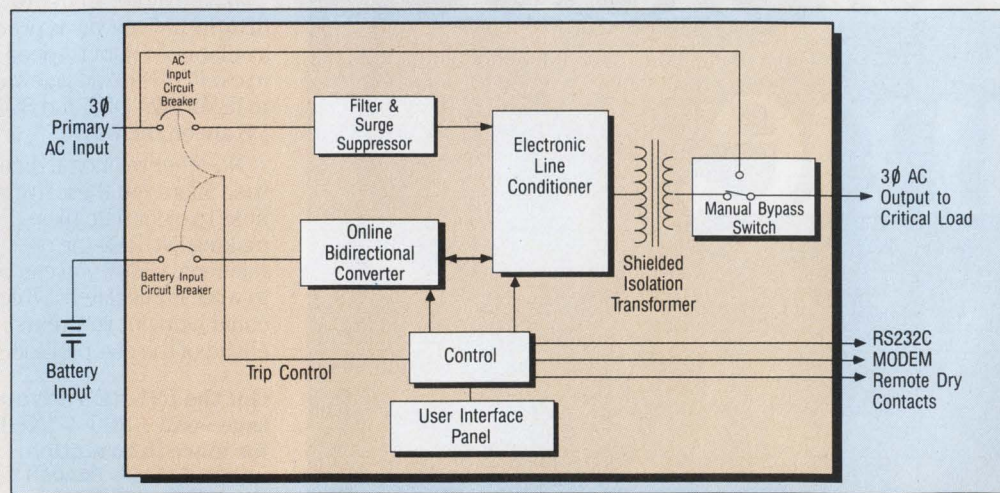 AC
Input
Circuit
Breaker
3Ø
Primary
AC Input
Filter &
Surge
Suppressor
Electronic
Line
Conditioner
3Ø AC
Output to
Critical Load
Manual Bypass
Switch
Online
Bidirectional
Converter
Battery Input
Circuit Breaker
Shielded
Isolation
Transformer
Battery
Input
Trip Control
Control
RS232C
MODEM
Remote Dry
Contacts
User Interface
Panel